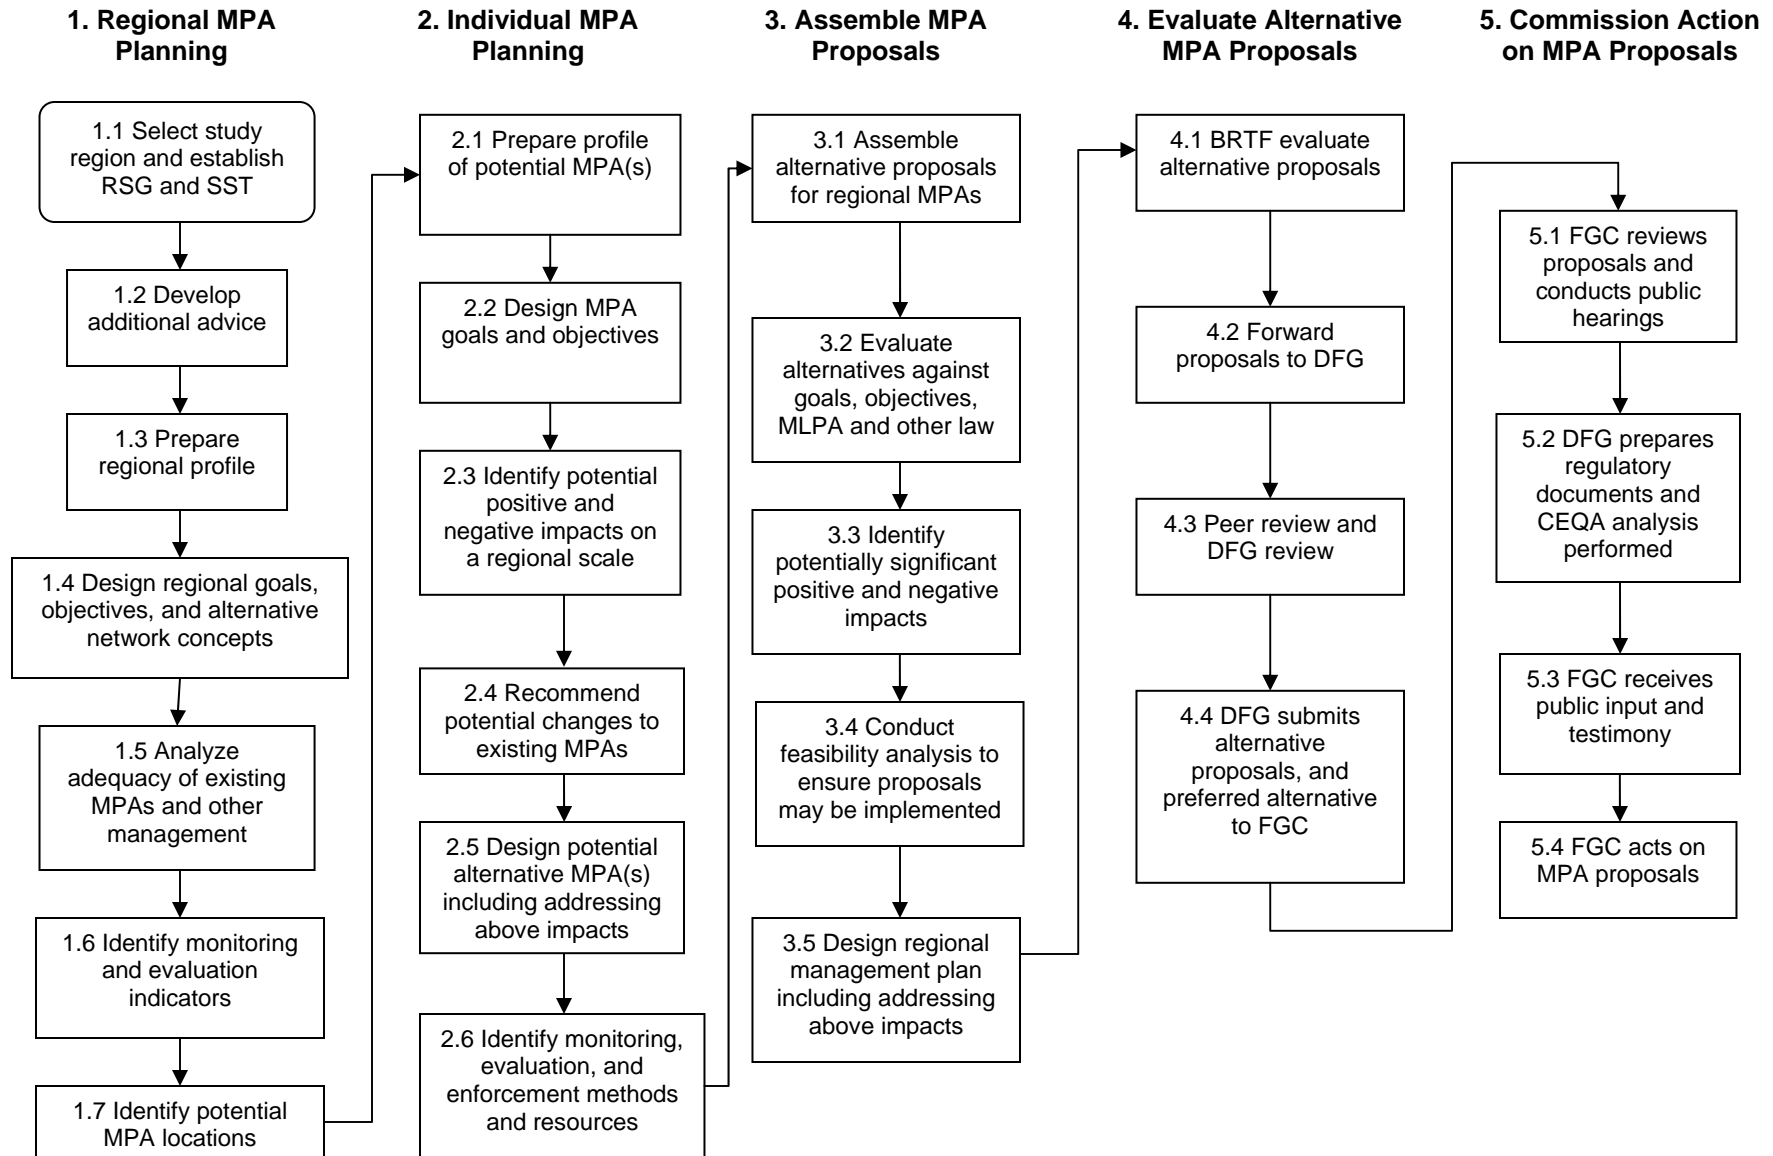 1. Regional MPA
Planning
1.1 Select study
region and establish
RSG and SST
1.2 Develop
additional advice
1.3 Prepare
regional profile
1.4 Design regional goals,
objectives, and alternative
network concepts
1.5 Analyze
adequacy of existing
MPAs and other
management
1.6 Identify monitoring
and evaluation
indicators
1.7 Identify potential
MPA locations
2. Individual MPA
Planning
2.1 Prepare profile
of potential MPA(s)
2.2 Design MPA
goals and objectives
2.3 Identify potential
positive and
negative impacts on
a regional scale
2.4 Recommend
potential changes to
existing MPAs
2.5 Design potential
alternative MPA(s)
including addressing
above impacts
2.6 Identify monitoring,
evaluation, and
enforcement methods
and resources
3. Assemble MPA
Proposals
3.1 Assemble
alternative proposals
for regional MPAs
3.2 Evaluate
alternatives against
goals, objectives,
MLPA and other law
3.3 Identify
potentially significant
positive and negative
impacts
3.4 Conduct
feasibility analysis to
ensure proposals
may be implemented
3.5 Design regional
management plan
including addressing
above impacts
4. Evaluate Alternative
MPA Proposals
4.1 BRTF evaluate
alternative proposals
4.2 Forward
proposals to DFG
4.3 Peer review and
DFG review
4.4 DFG submits
alternative
proposals, and
preferred alternative
to FGC
5. Commission Action
on MPA Proposals
5.1 FGC reviews
proposals and
conducts public
hearings
5.2 DFG prepares
regulatory
documents and
CEQA analysis
performed
5.3 FGC receives
public input and
testimony
5.4 FGC acts on
MPA proposals